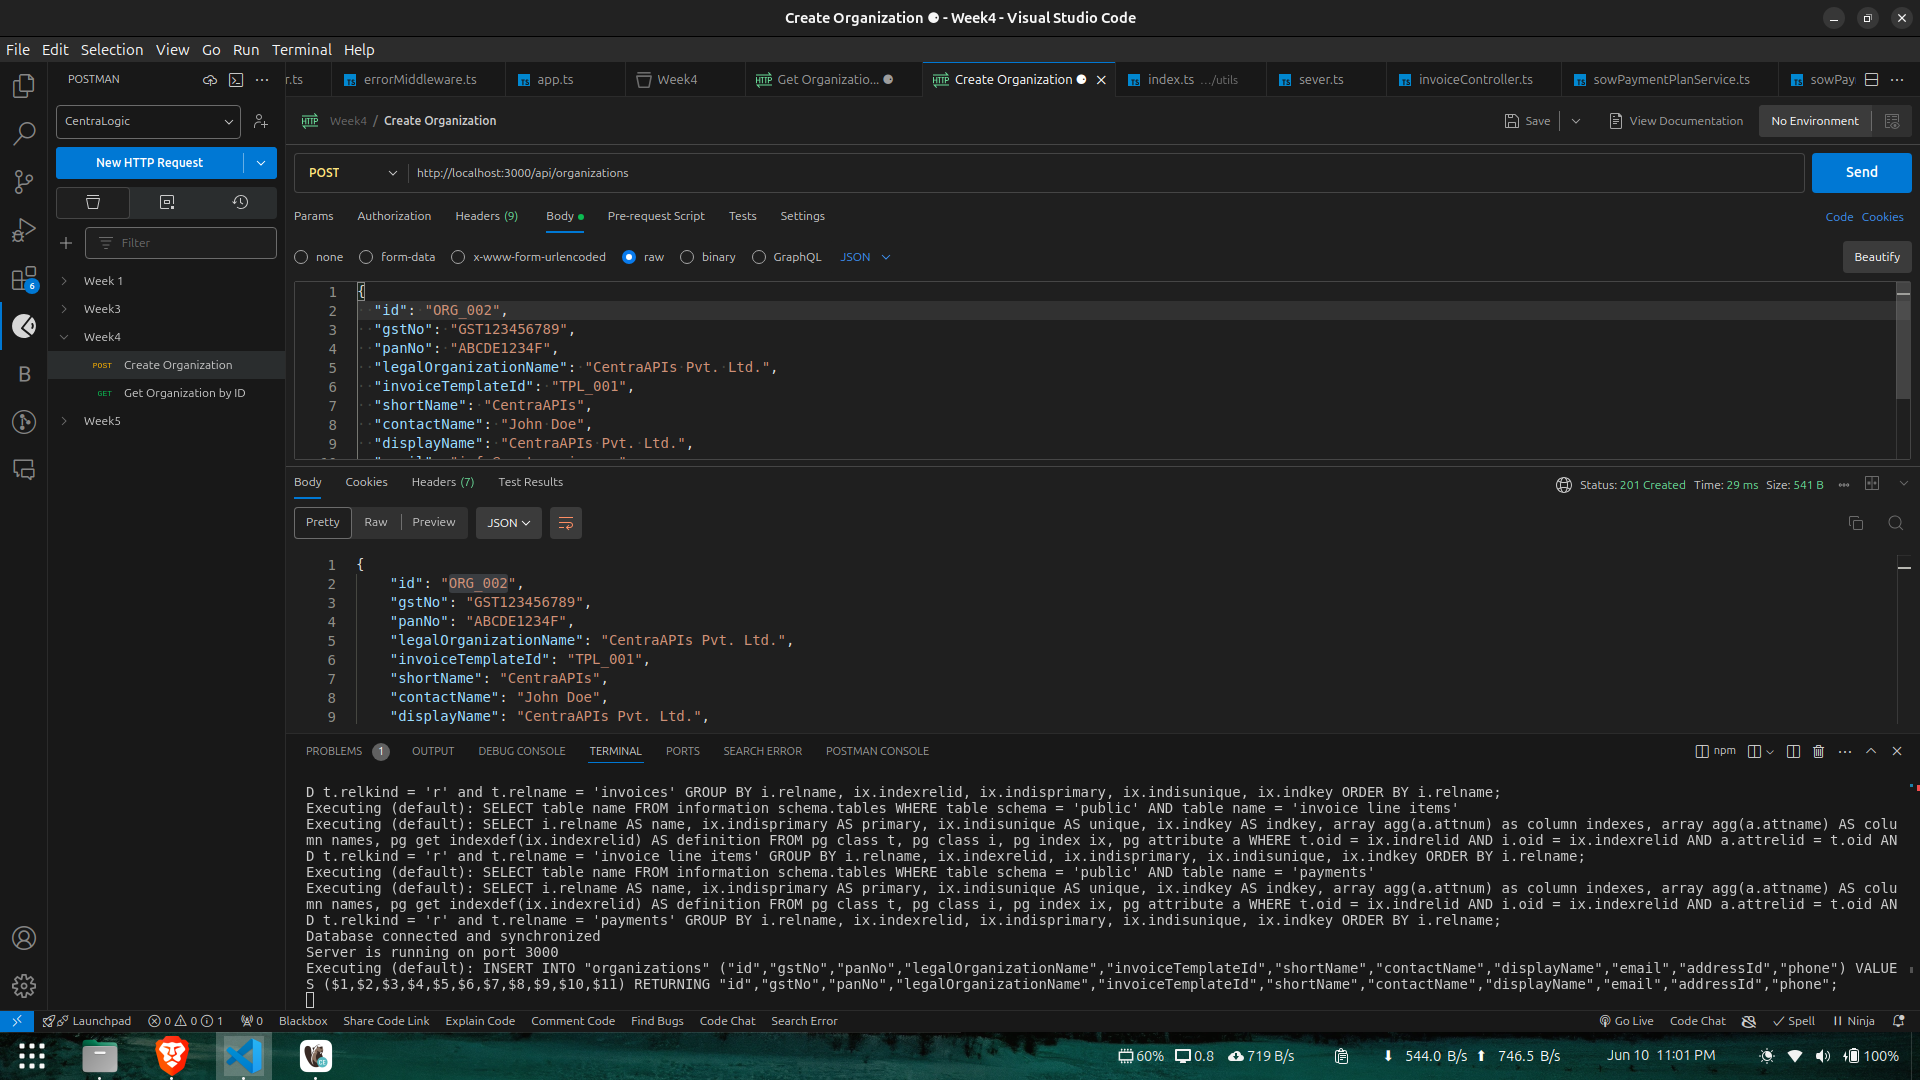 Create Organization ● - Week4 - Visual Studio Code
File Edit Selection View Go Run Terminal Help
POSTMAN
r.ts
errorMiddleware.ts
app.ts
Week4
Get Organizatio...
Create Organization
index.ts .../utils
sever.ts
invoiceController.ts
sowPaymentPlanService.ts
sowPay
CentraLogic
HTTP Week4 / Create Organization
Save
View Documentation
No Environment
New HTTP Request
POST
http://localhost:3000/api/organizations
Send
Params Authorization Headers (9) Body Pre-request Script Tests Settings
Code Cookies
Filter
none form-data x-www-form-urlencoded raw binary GraphQL JSON
Beautify
Week 1
Week3
Week4
POST Create Organization
GET Get Organization by ID
Week5
6
1 {
2 "id": "ORG_002",
3 "gstNo": "GST123456789",
4 "panNo": "ABCDE1234F",
5 "legalOrganizationName": "CentraAPIs Pvt. Ltd.",
6 "invoiceTemplateId": "TPL_001",
7 "shortName": "CentraAPIs",
8 "contactName": "John Doe",
9 "displayName": "CentraAPIs Pvt. Ltd.",
Body Cookies Headers (7) Test Results
Status: 201 Created Time: 29 ms Size: 541 B
Pretty Raw Preview JSON
1 {
2 "id": "ORG_002",
3 "gstNo": "GST123456789",
4 "panNo": "ABCDE1234F",
5 "legalOrganizationName": "CentraAPIs Pvt. Ltd.",
6 "invoiceTemplateId": "TPL_001",
7 "shortName": "CentraAPIs",
8 "contactName": "John Doe",
9 "displayName": "CentraAPIs Pvt. Ltd.",
PROBLEMS 1 OUTPUT DEBUG CONSOLE TERMINAL PORTS SEARCH ERROR POSTMAN CONSOLE
npm
D t.relkind = 'r' and t.relname = 'invoices' GROUP BY i.relname, ix.indexrelid, ix.indisprimary, ix.indisunique, ix.indkey ORDER BY i.relname;
Executing (default): SELECT table name FROM information schema.tables WHERE table schema = 'public' AND table name = 'invoice line items'
Executing (default): SELECT i.relname AS name, ix.indisprimary AS primary, ix.indisunique AS unique, ix.indkey AS indkey, array agg(a.attnum) as column indexes, array agg(a.attname) AS colu
mn names, pg get indexdef(ix.indexrelid) AS definition FROM pg class t, pg class i, pg index ix, pg attribute a WHERE t.oid = ix.indrelid AND i.oid = ix.indexrelid AND a.attrelid = t.oid AN
D t.relkind = 'r' and t.relname = 'invoice line items' GROUP BY i.relname, ix.indexrelid, ix.indisprimary, ix.indisunique, ix.indkey ORDER BY i.relname;
Executing (default): SELECT table name FROM information schema.tables WHERE table schema = 'public' AND table name = 'payments'
Executing (default): SELECT i.relname AS name, ix.indisprimary AS primary, ix.indisunique AS unique, ix.indkey AS indkey, array agg(a.attnum) as column indexes, array agg(a.attname) AS colu
mn names, pg get indexdef(ix.indexrelid) AS definition FROM pg class t, pg class i, pg index ix, pg attribute a WHERE t.oid = ix.indrelid AND i.oid = ix.indexrelid AND a.attrelid = t.oid AN
D t.relkind = 'r' and t.relname = 'payments' GROUP BY i.relname, ix.indexrelid, ix.indisprimary, ix.indisunique, ix.indkey ORDER BY i.relname;
Database connected and synchronized
Server is running on port 3000
Executing (default): INSERT INTO "organizations" ("id","gstNo","panNo","legalOrganizationName","invoiceTemplateId","shortName","contactName","displayName","email","addressId","phone") VALUE
S ($1,$2,$3,$4,$5,$6,$7,$8,$9,$10,$11) RETURNING "id","gstNo","panNo","legalOrganizationName","invoiceTemplateId","shortName","contactName","displayName","email","addressId","phone";
Launchpad 0 0 1 0 Blackbox Share Code Link Explain Code Comment Code Find Bugs Code Chat Search Error
Go Live Code Chat Spell Ninja
60% 0.8 719 B/s 544.0 B/s 746.5 B/s Jun 10 11:01 PM 100%